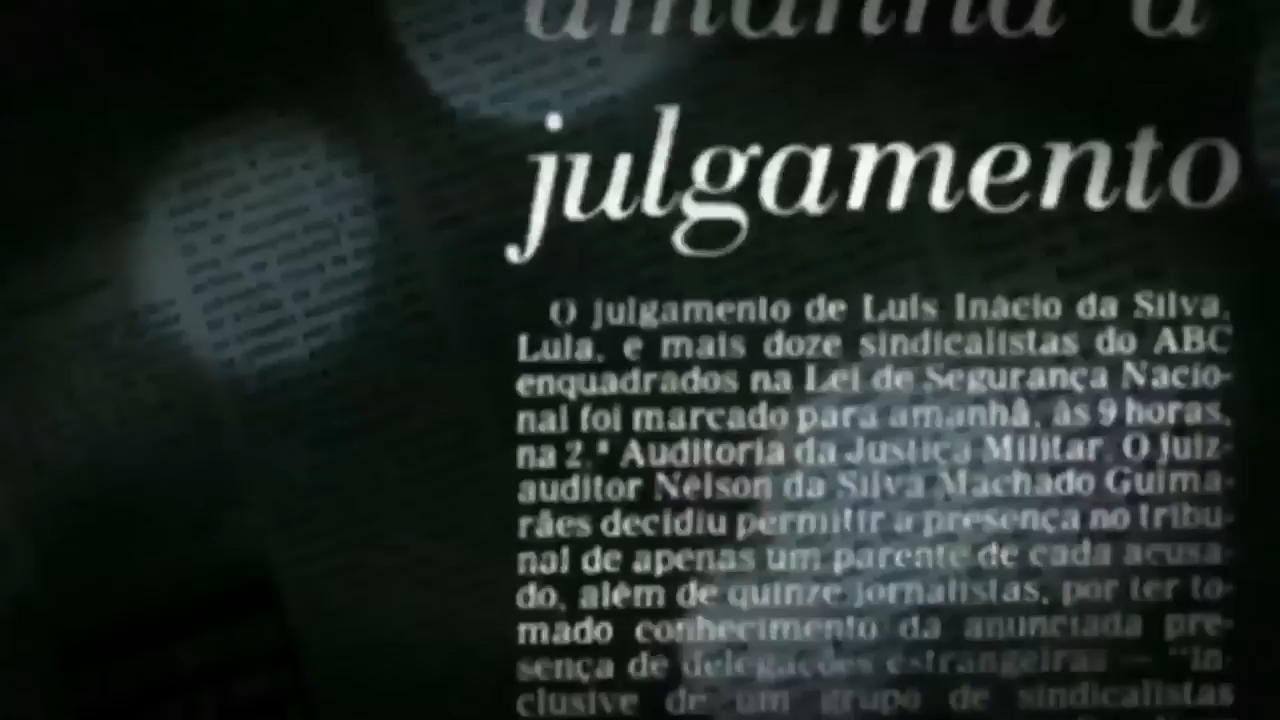 amanhã a
julgamento
O julgamento de Luís Inácio da Silva,
Lula, e mais doze sindicalistas do ABC
enquadrados na Lei de Segurança Nacio-
nal foi marcado para amanhã, às 9 horas,
na 2.ª Auditoria da Justiça Militar. O juiz-
auditor Nelson da Silva Machado Guima-
rães decidiu permitir a presença no tribu-
nal de apenas um parente de cada acusa-
do, além de quinze jornalistas, por ter to-
mado conhecimento da anunciada pre-
sença de delegações estrangeiras — "in-
clusive de um grupo de sindicalistas